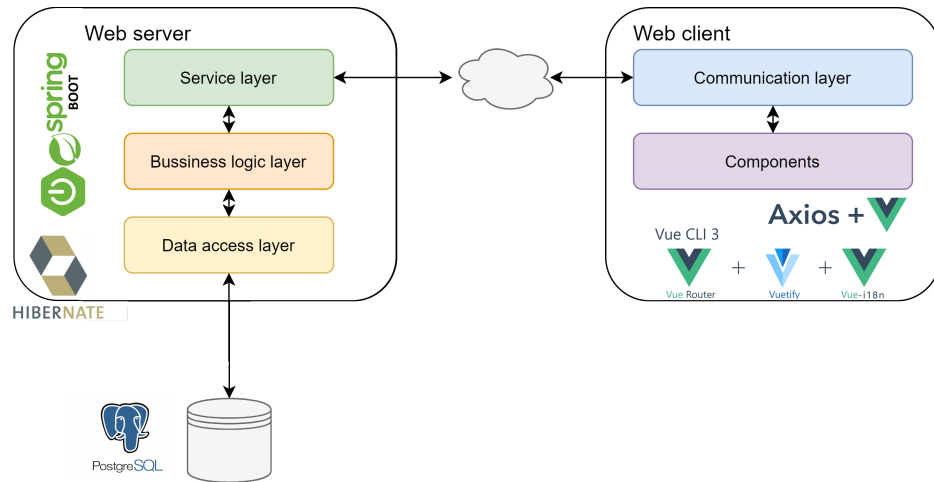 Web server
Web client
spring
BOOT
Service layer
Communication layer
Bussiness logic layer
Components
Data access layer
Axios +
Vue CLI 3
+
+
Vue Router
Vuetify
Vue-i18n
HIBERNATE
PostgreSQL